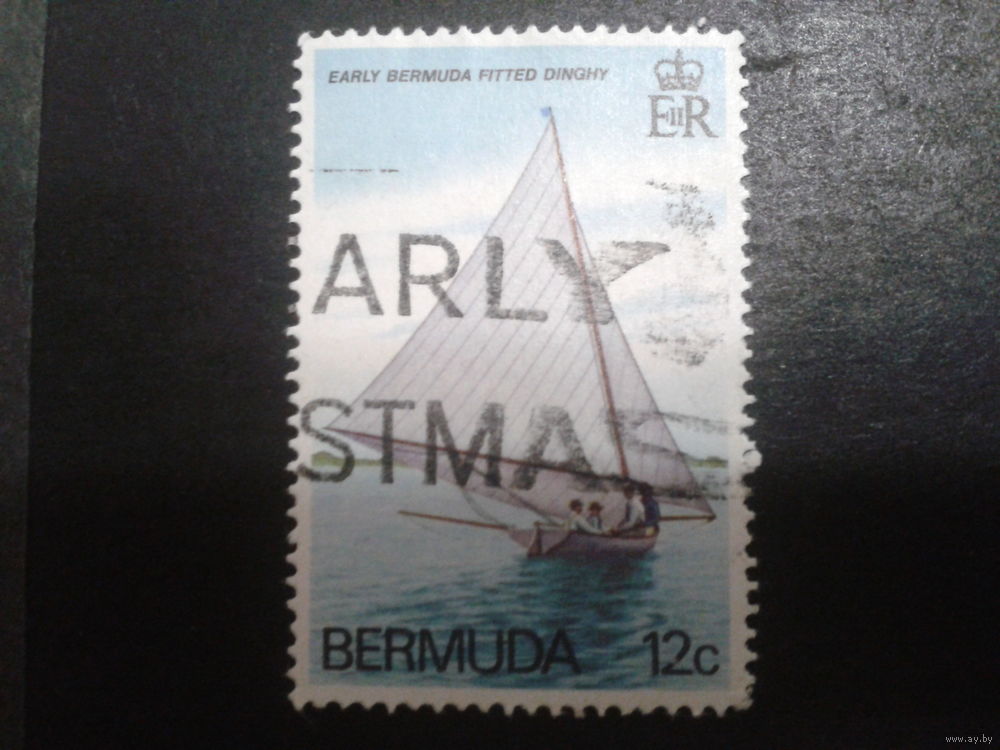 EARLY BERMUDA FITTED DINGHY
EIIR
ARLY
STMA
BERMUDA 12c
www.ay.by